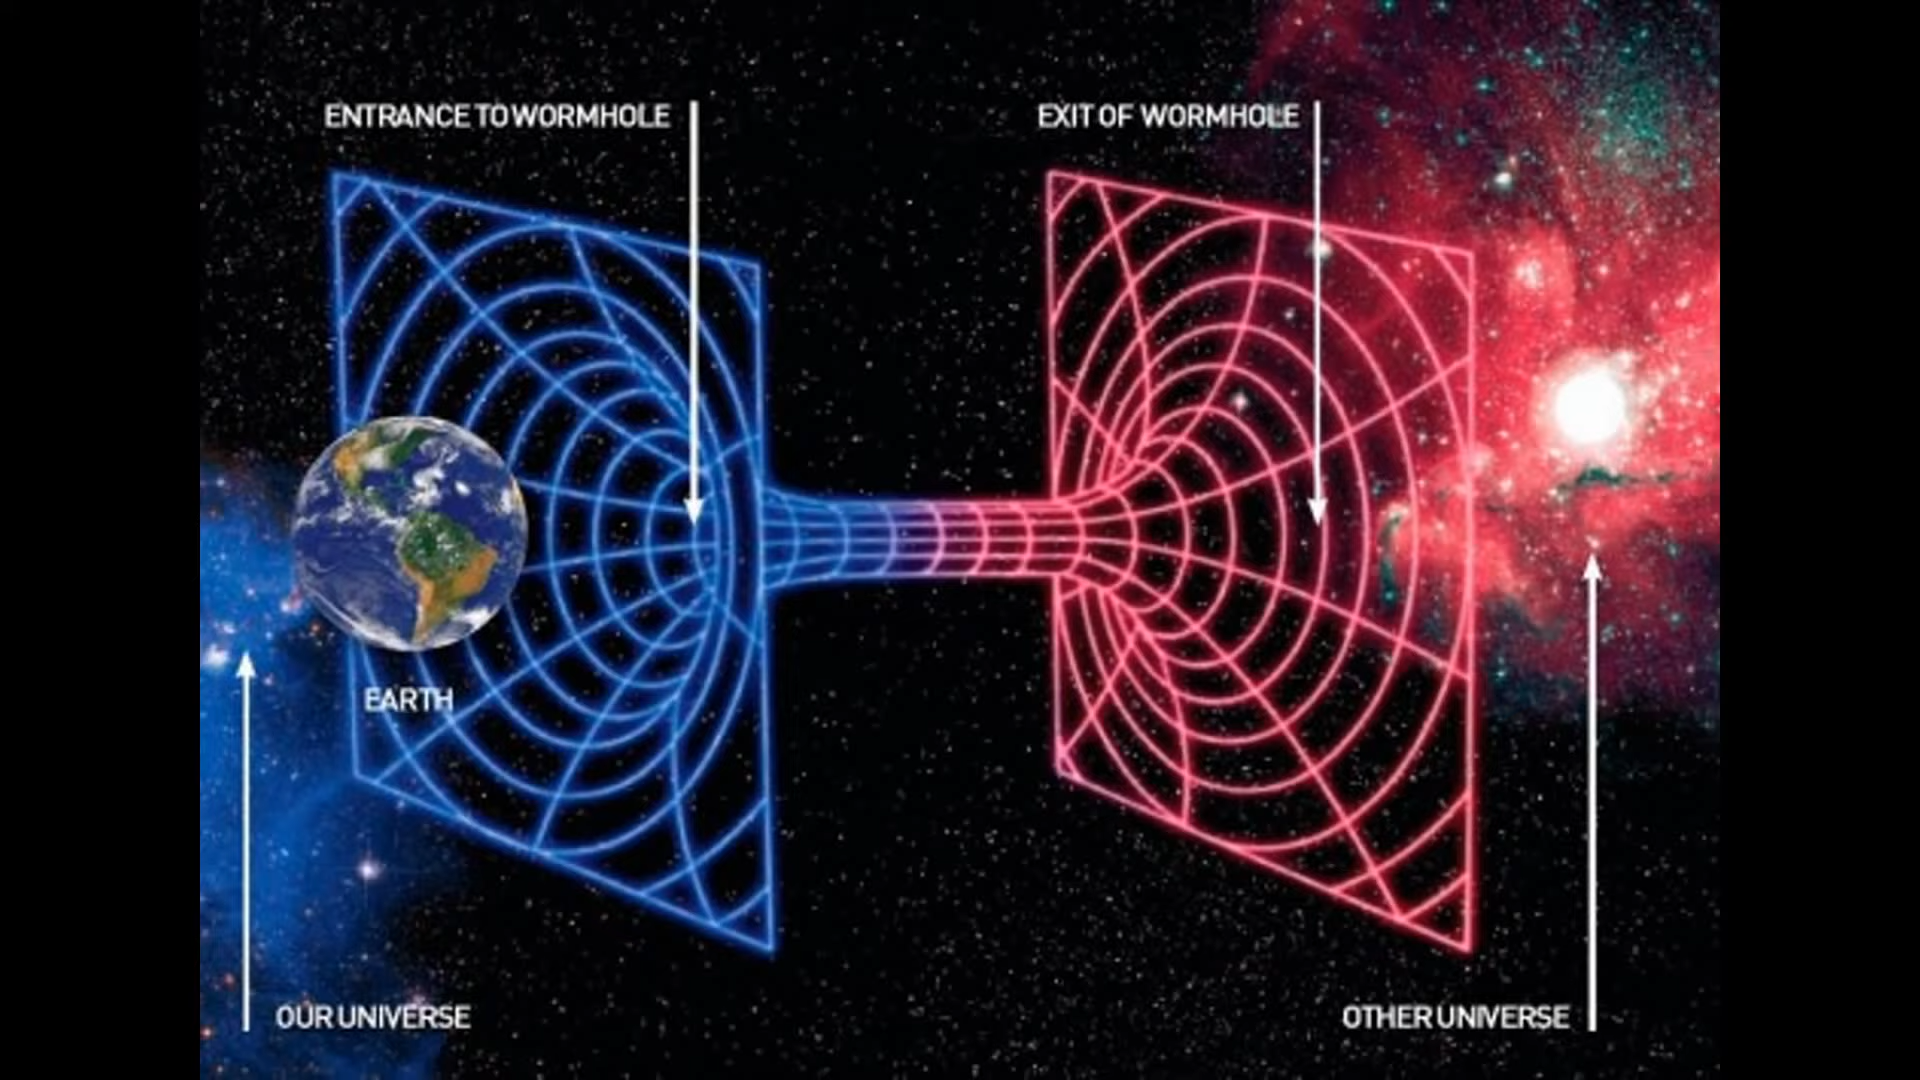 ENTRANCE TO WORMHOLE
EXIT OF WORMHOLE
EARTH
OUR UNIVERSE
OTHER UNIVERSE